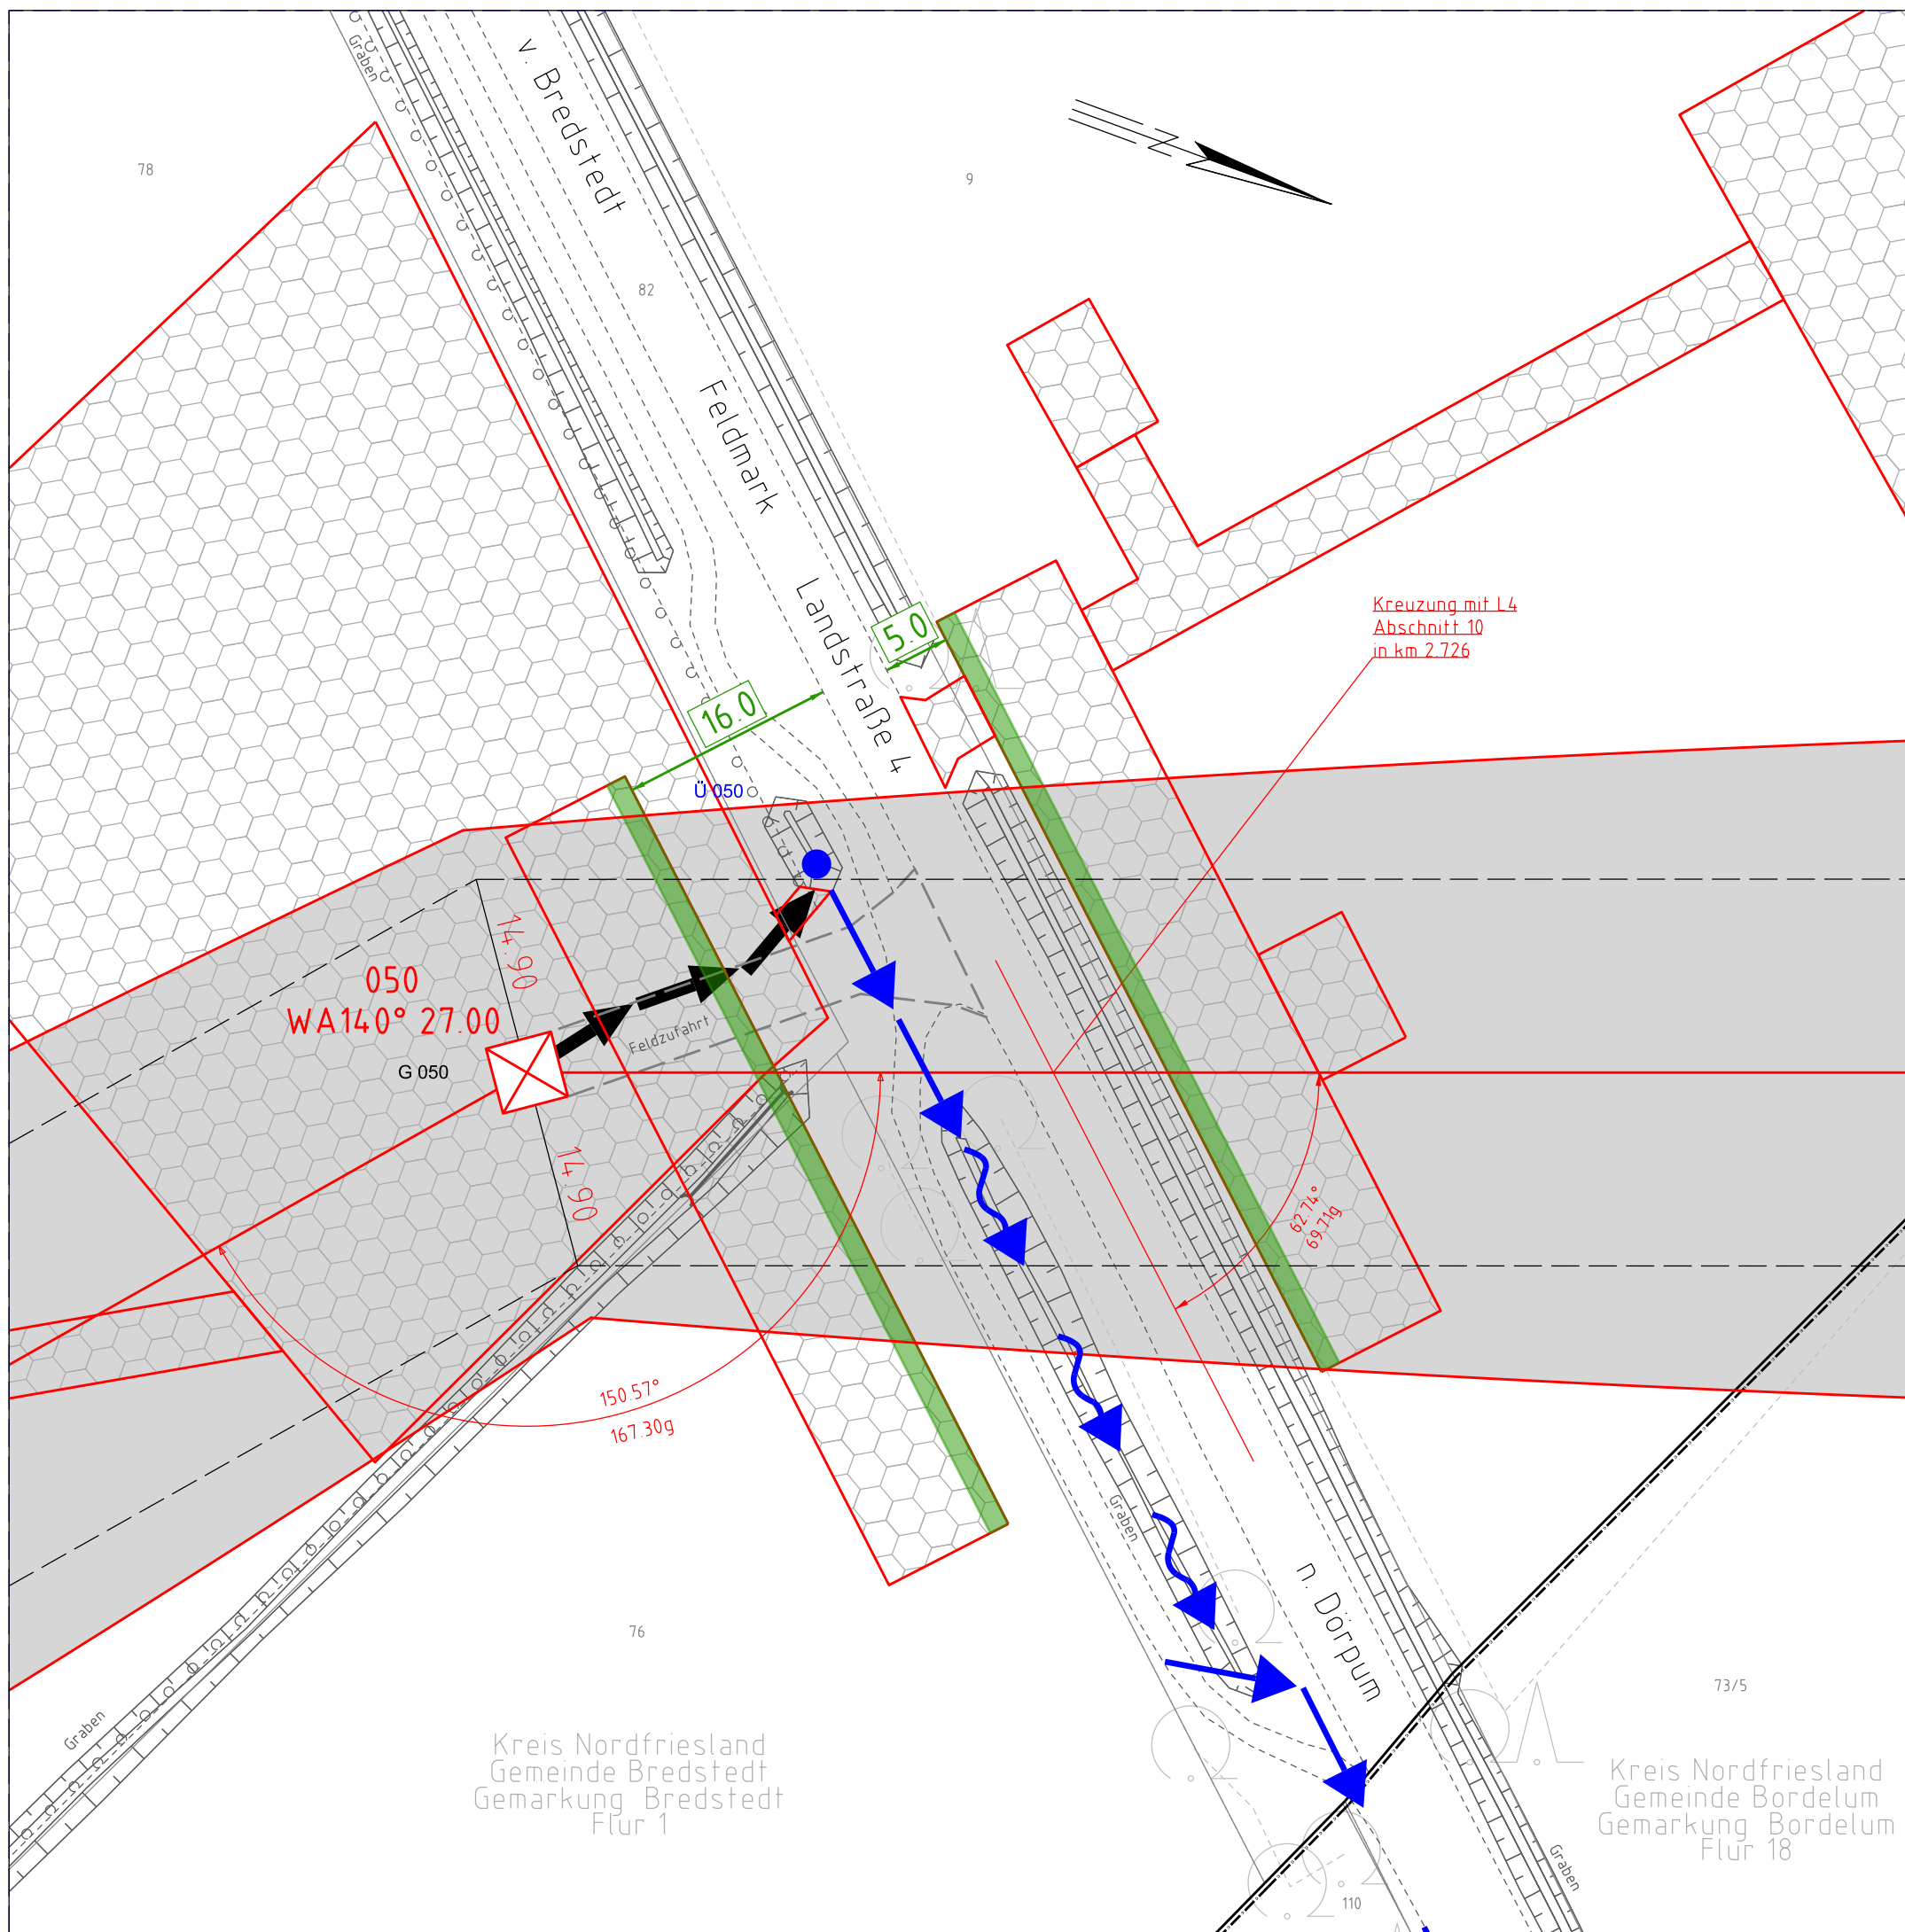 Graben
v. Bredstedt
78
9
82
Feldmark
Landstraße 4
Kreuzung mit L4
Abschnitt 10
in km 2.726
5.0
16.0
Ü 050
14.90
050
WA140° 27.00
Feldzufahrt
G 050
14.90
62.74°
69.71g
150.57°
167.30g
Graben
n. Dörpum
76
73/5
Graben
Kreis Nordfriesland
Gemeinde Bredstedt
Gemarkung Bredstedt
Flur 1
Kreis Nordfriesland
Gemeinde Bordelum
Gemarkung Bordelum
Flur 18
Graben
110